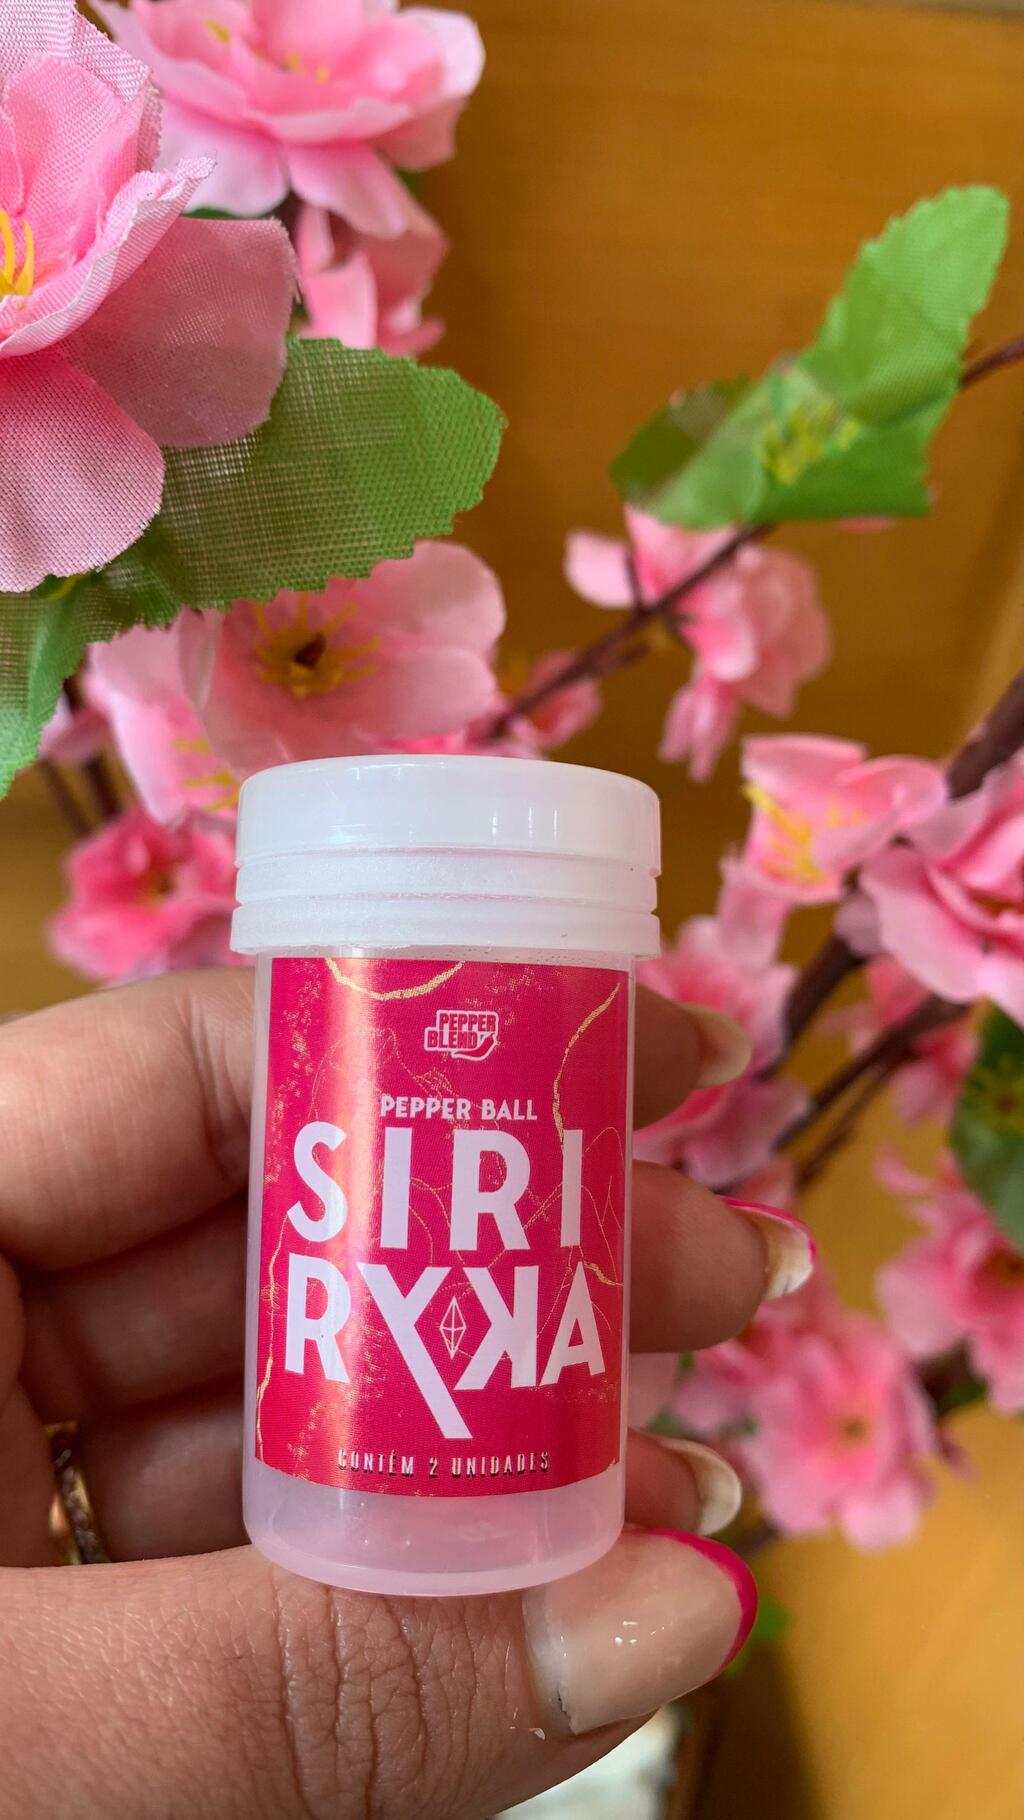 PEPPER
BLEND
PEPPER BALL
SIRI
RYKA
CONTÉM 2 UNIDADES